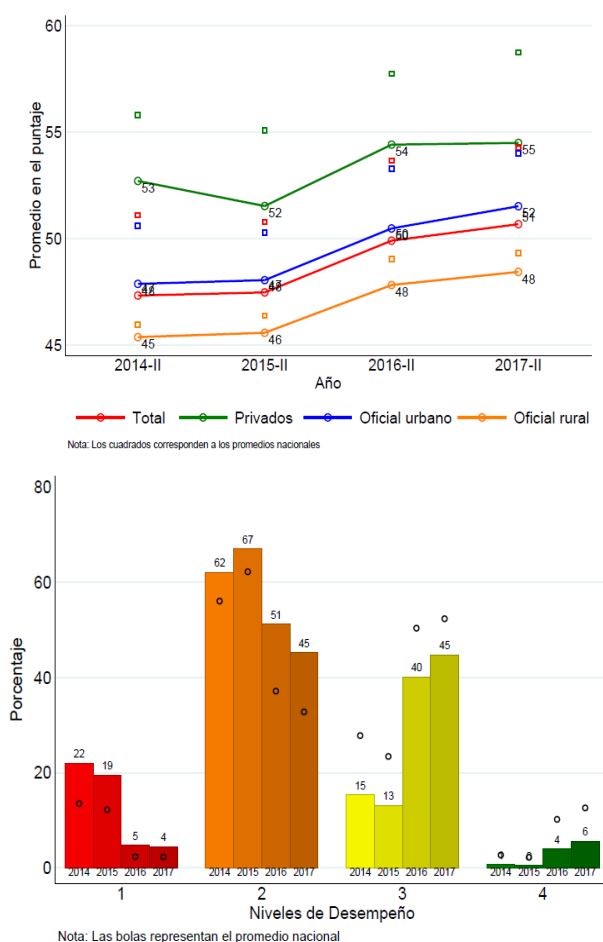 60
55
50
45
Promedio en el puntaje
53
52
54
55
52
51
50
48
48
45
46
2014-II 2015-II 2016-II 2017-II
Año
Total Privados Oficial urbano Oficial rural
Nota: Los cuadrados corresponden a los promedios nacionales
80
60
40
20
0
Porcentaje
22 19 5 4
62 67 51 45
15 13 40 45
4 6
2014 2015 2016 2017 2014 2015 2016 2017 2014 2015 2016 2017 2014 2015 2016 2017
1 2 3 4
Niveles de Desempeño
Nota: Las bolas representan el promedio nacional